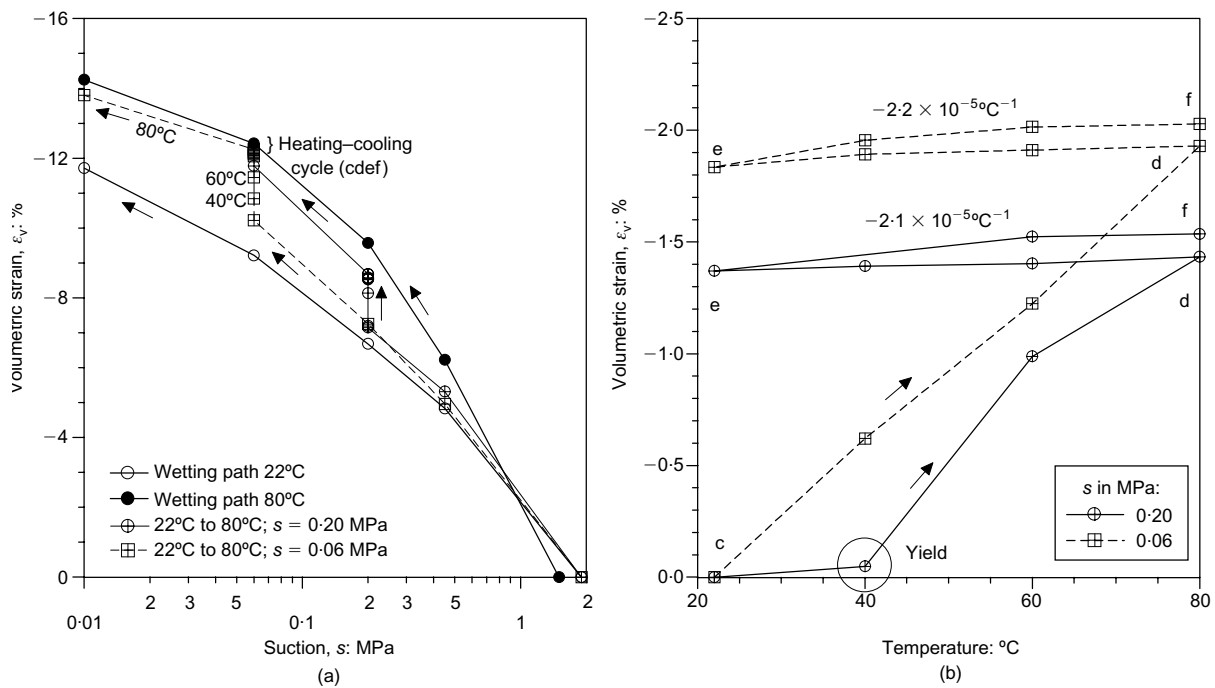 −16
−12
−8
−4
0
Volumetric strain, εv: %
80ºC
} Heating–cooling
cycle (cdef)
60ºC
40ºC
Wetting path 22ºC
Wetting path 80ºC
22ºC to 80ºC; s = 0·20 MPa
22ºC to 80ºC; s = 0·06 MPa
2 3 5 2 3 5 2
0·01 0·1 1
Suction, s: MPa
(a)
−2·5
−2·0
−1·5
−1·0
−0·5
0·0
Volumetric strain, εv: %
−2·2 × 10−5ºC−1
f
e
d
−2·1 × 10−5ºC−1
f
e
d
c
Yield
s in MPa:
0·20
0·06
20 40 60 80
Temperature: ºC
(b)